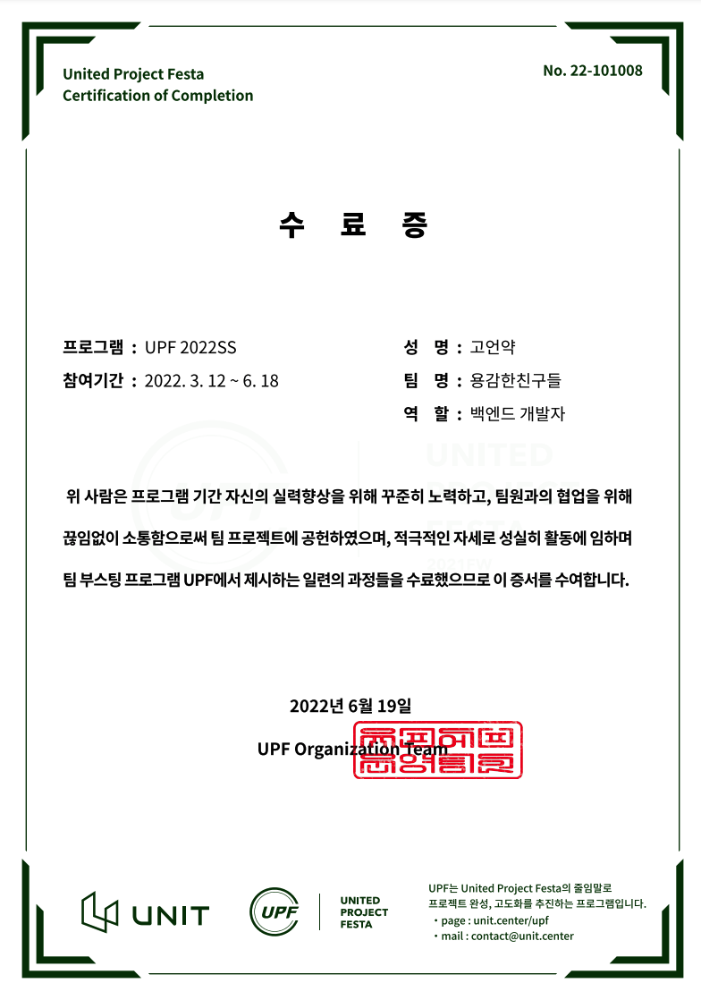 United Project Festa
Certification of Completion
No. 22-101008
수 료 증
프로그램 : UPF 2022SS
참여기간 : 2022. 3. 12 ~ 6. 18
성 명 : 고언약
팀 명 : 용감한친구들
역 할 : 백엔드 개발자
UPF
UNITED
PROJECT
FESTA
2021FW
위 사람은 프로그램 기간 자신의 실력향상을 위해 꾸준히 노력하고, 팀원과의 협업을 위해
끊임없이 소통함으로써 팀 프로젝트에 공헌하였으며, 적극적인 자세로 성실히 활동에 임하며
팀 부스팅 프로그램 UPF에서 제시하는 일련의 과정들을 수료했으므로 이 증서를 수여합니다.
2022년 6월 19일
UPF Organization Team
UNIT
UPF
UNITED
PROJECT
FESTA
UPF는 United Project Festa의 줄임말로
프로젝트 완성, 고도화를 추진하는 프로그램입니다.
・page : unit.center/upf
・mail : contact@unit.center